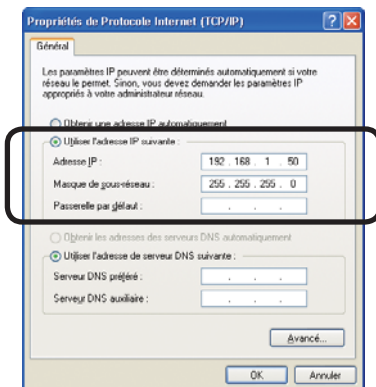 Propriétés de Protocole Internet (TCP/IP)
Général
Les paramètres IP peuvent être déterminés automatiquement si votre
réseau le permet. Sinon, vous devez demander les paramètres IP
appropriés à votre administrateur réseau.
Obtenir une adresse IP automatiquement
Utiliser l'adresse IP suivante :
Adresse IP : 192 . 168 . 1 . 50
Masque de sous-réseau : 255 . 255 . 255 . 0
Passerelle par défaut : . . .
Obtenir les adresses des serveurs DNS automatiquement
Utiliser l'adresse de serveur DNS suivante :
Serveur DNS préféré : . . .
Serveur DNS auxiliaire : . . .
Avancé...
OK Annuler